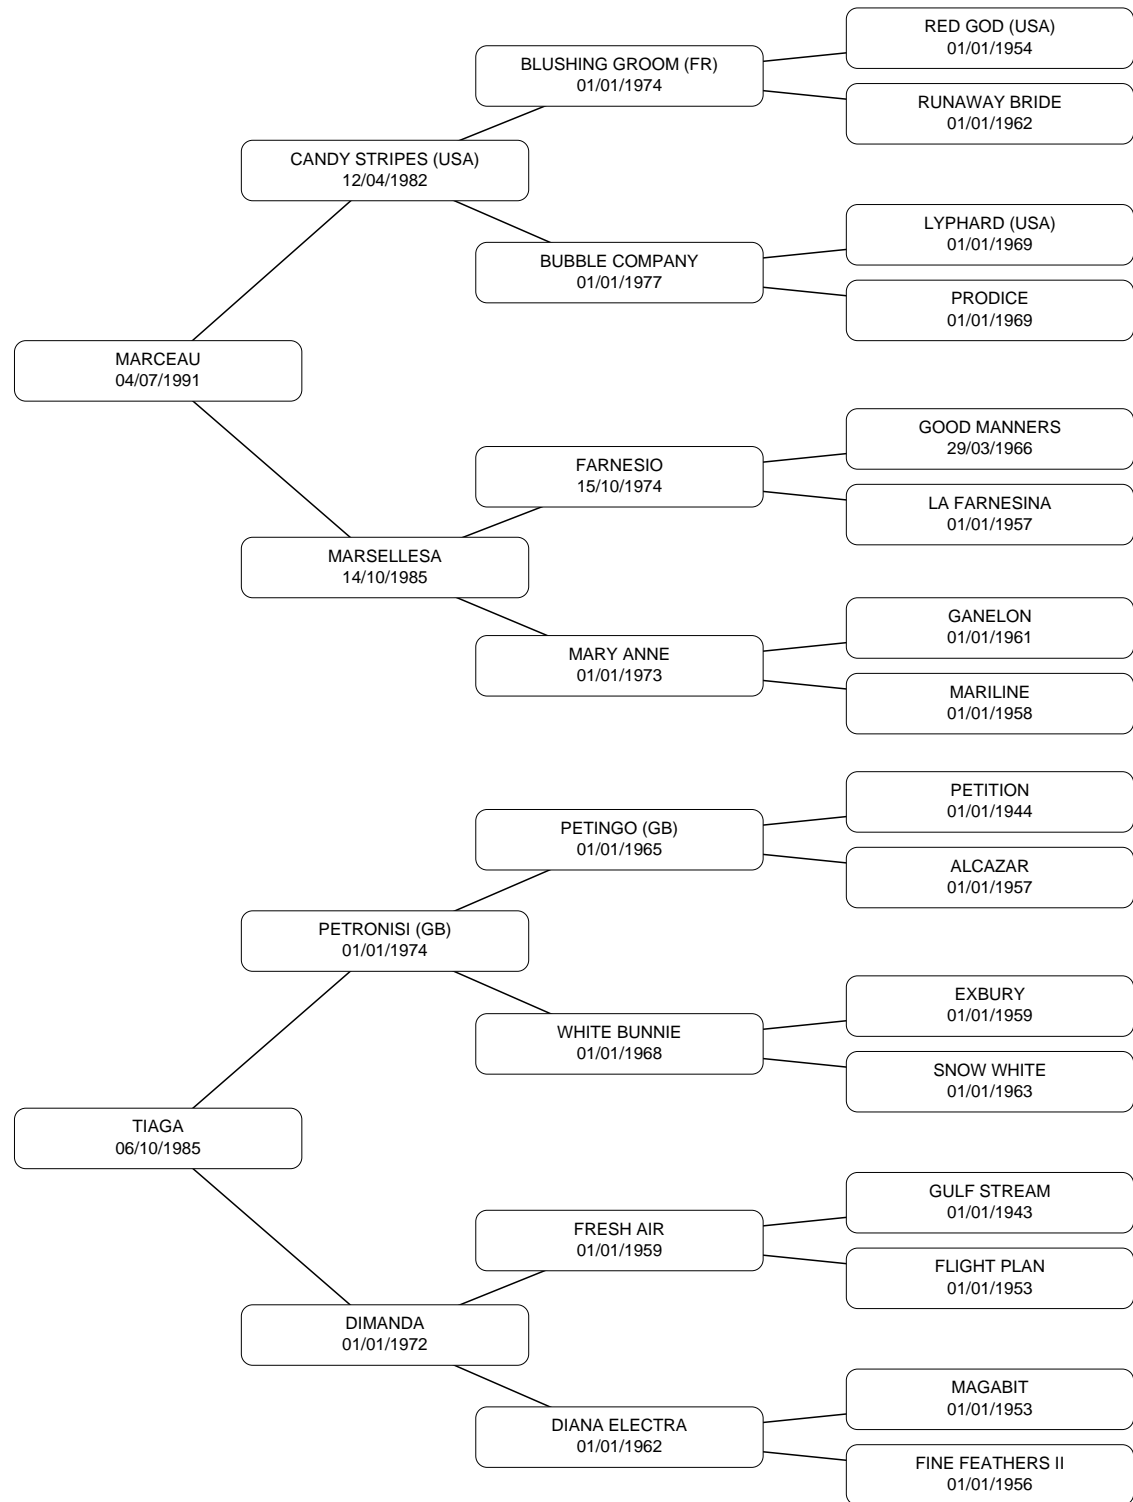 RED GOD (USA)
01/01/1954
BLUSHING GROOM (FR)
01/01/1974
RUNAWAY BRIDE
01/01/1962
CANDY STRIPES (USA)
12/04/1982
LYPHARD (USA)
01/01/1969
BUBBLE COMPANY
01/01/1977
PRODICE
01/01/1969
MARCEAU
04/07/1991
GOOD MANNERS
29/03/1966
FARNESIO
15/10/1974
LA FARNESINA
01/01/1957
MARSELLESA
14/10/1985
GANELON
01/01/1961
MARY ANNE
01/01/1973
MARILINE
01/01/1958
PETITION
01/01/1944
PETINGO (GB)
01/01/1965
ALCAZAR
01/01/1957
PETRONISI (GB)
01/01/1974
EXBURY
01/01/1959
WHITE BUNNIE
01/01/1968
SNOW WHITE
01/01/1963
TIAGA
06/10/1985
GULF STREAM
01/01/1943
FRESH AIR
01/01/1959
FLIGHT PLAN
01/01/1953
DIMANDA
01/01/1972
MAGABIT
01/01/1953
DIANA ELECTRA
01/01/1962
FINE FEATHERS II
01/01/1956